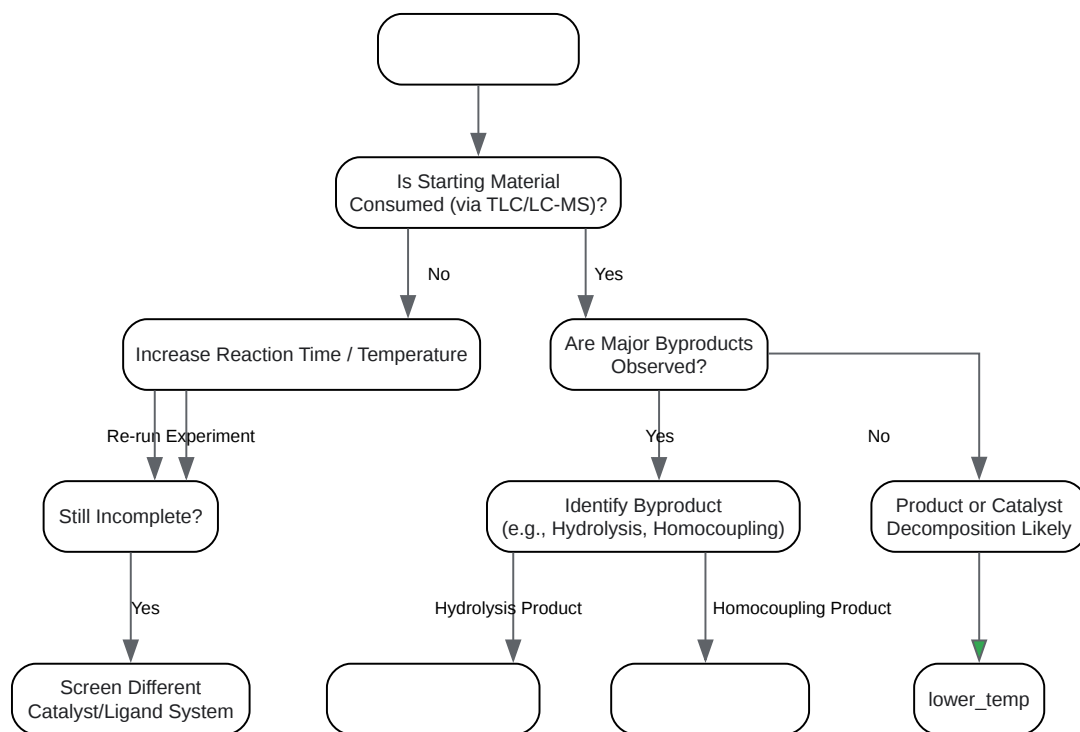 Is Starting Material
Consumed (via TLC/LC-MS)?
No
Yes
Increase Reaction Time / Temperature
Are Major Byproducts
Observed?
Re-run Experiment
Yes
No
Still Incomplete?
Identify Byproduct
(e.g., Hydrolysis, Homocoupling)
Product or Catalyst
Decomposition Likely
Yes
Hydrolysis Product
Homocoupling Product
Screen Different
Catalyst/Ligand System
lower_temp